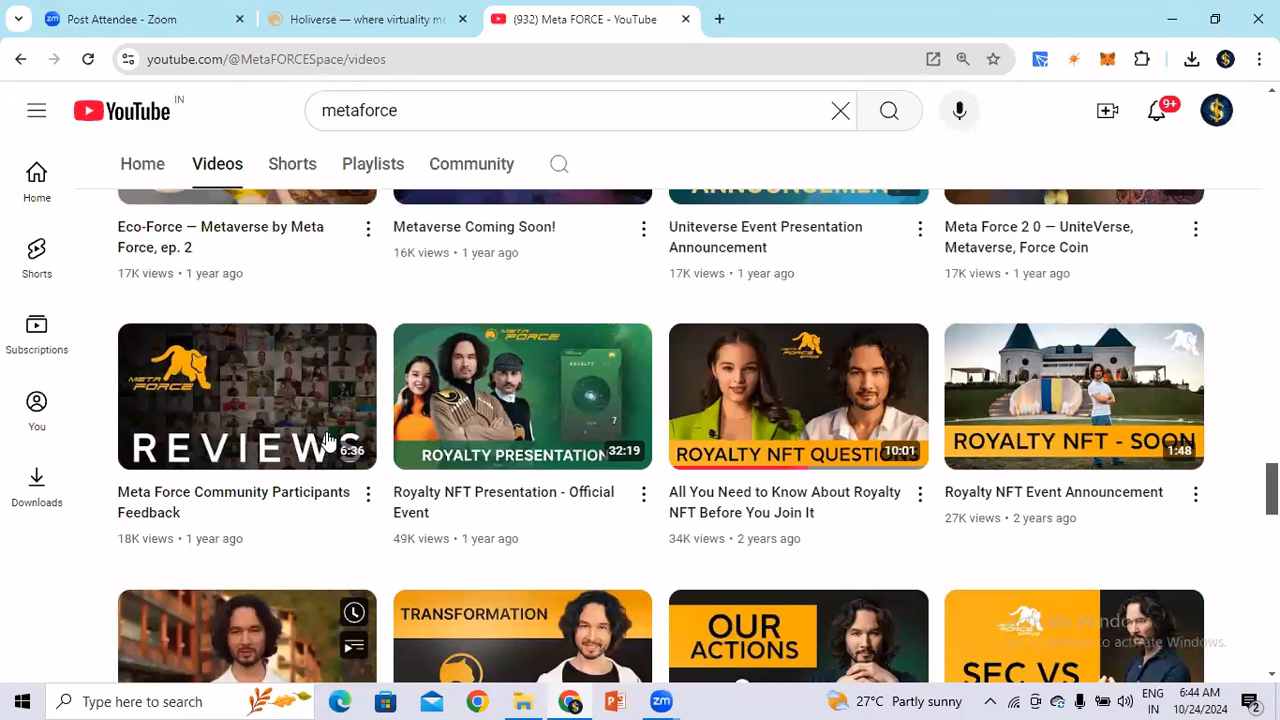 Post Attendee - Zoom
Holiverse — where virtuality m
(932) Meta FORCE - YouTube
youtube.com/@MetaFORCESpace/videos
YouTube
IN
metaforce
9+
Home
Videos
Shorts
Playlists
Community
Home
Shorts
Subscriptions
You
Downloads
Eco-Force — Metaverse by Meta
Force, ep. 2
17K views • 1 year ago
Metaverse Coming Soon!
16K views • 1 year ago
ANNOUNCEMENT
Uniteverse Event Presentation
Announcement
17K views • 1 year ago
Meta Force 2 0 — UniteVerse,
Metaverse, Force Coin
17K views • 1 year ago
META
FORCE
REVIEWS
6:36
Meta Force Community Participants
Feedback
18K views • 1 year ago
META FORCE
ROYALTY
ROYALTY PRESENTATION
32:19
Royalty NFT Presentation - Official
Event
49K views • 1 year ago
META FORCE
ROYALTY NFT QUESTIONS
10:01
All You Need to Know About Royalty
NFT Before You Join It
34K views • 2 years ago
ROYALTY NFT - SOON
1:48
Royalty NFT Event Announcement
27K views • 2 years ago
TRANSFORMATION
OUR
ACTIONS
SEC VS
Type here to search
27°C Partly sunny
ENG
IN
6:44 AM
10/24/2024
2